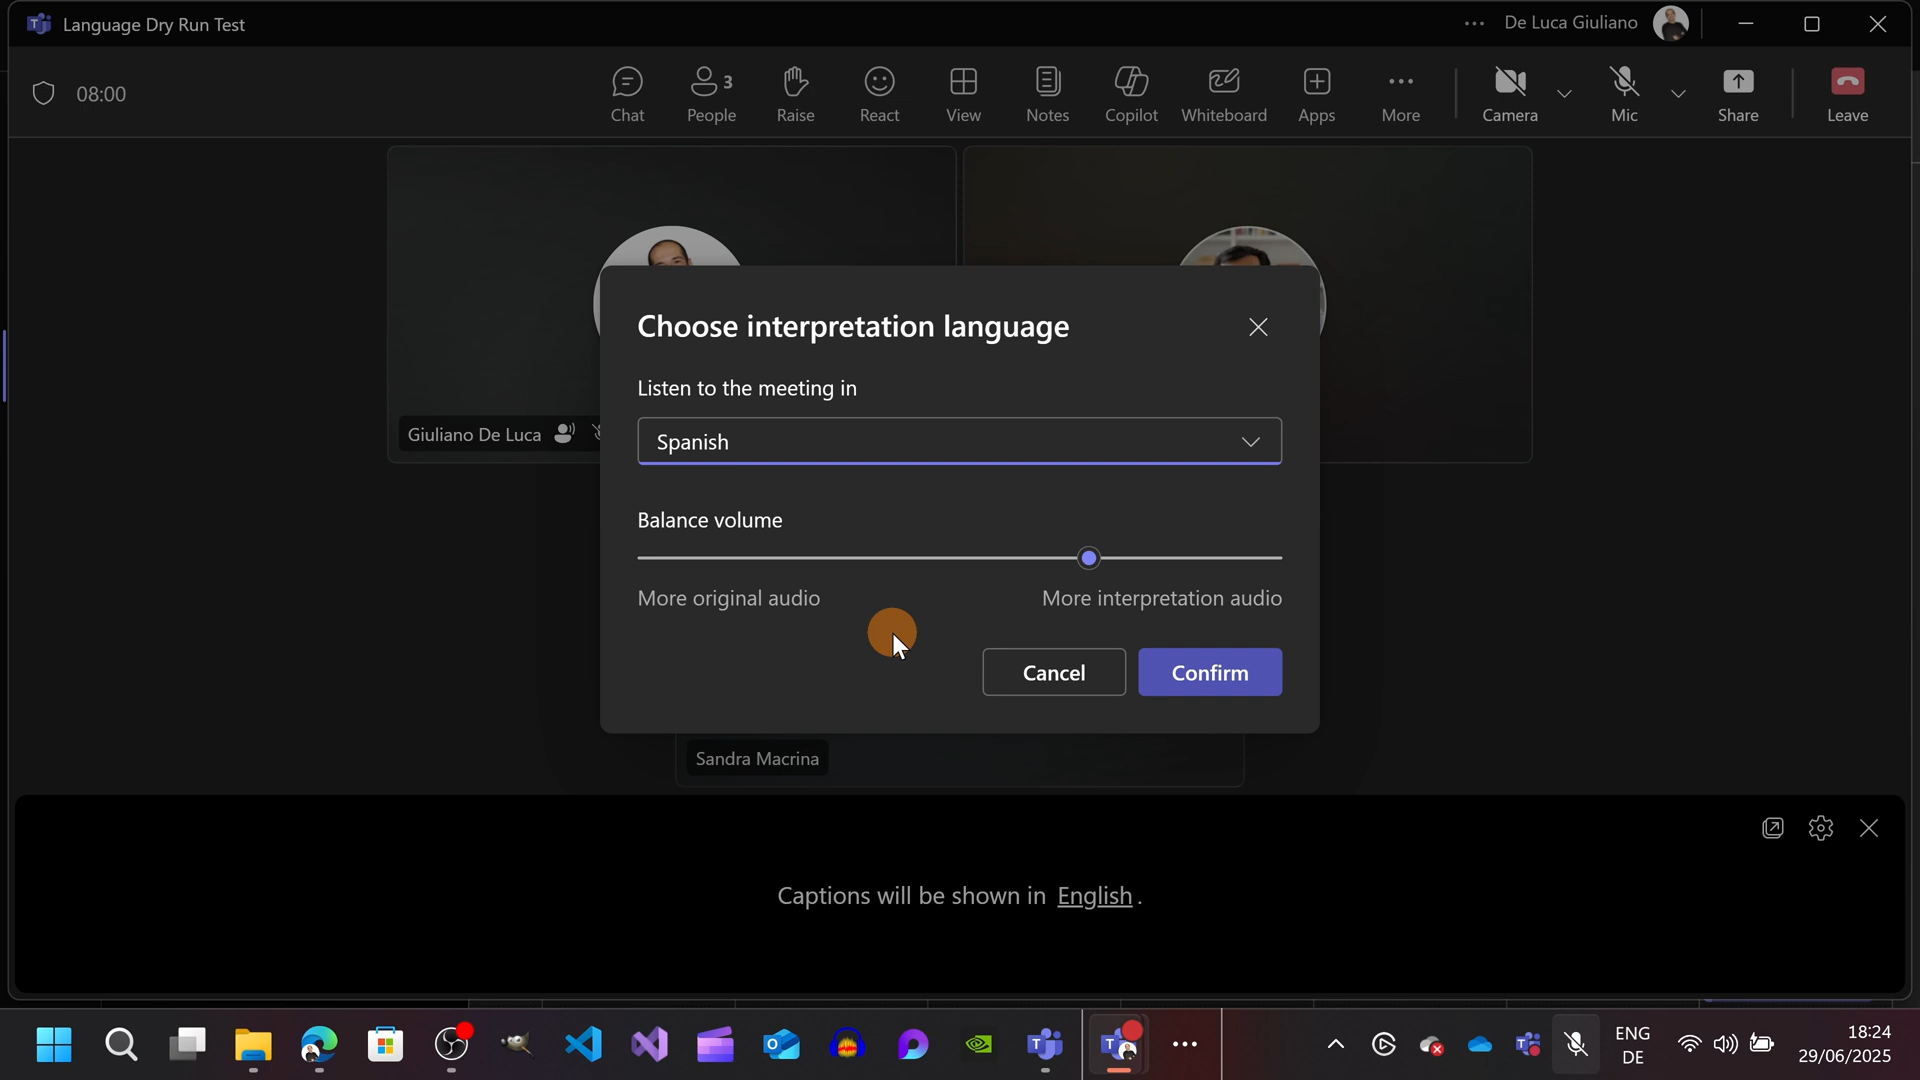 Language Dry Run Test
De Luca Giuliano
08:00
Chat
People
3
Raise
React
View
Notes
Copilot
Whiteboard
Apps
More
Camera
Mic
Share
Leave
Choose interpretation language
Listen to the meeting in
Spanish
Giuliano De Luca
Balance volume
More original audio
More interpretation audio
Cancel
Confirm
Sandra Macrina
Captions will be shown in English.
ENG
DE
18:24
29/06/2025